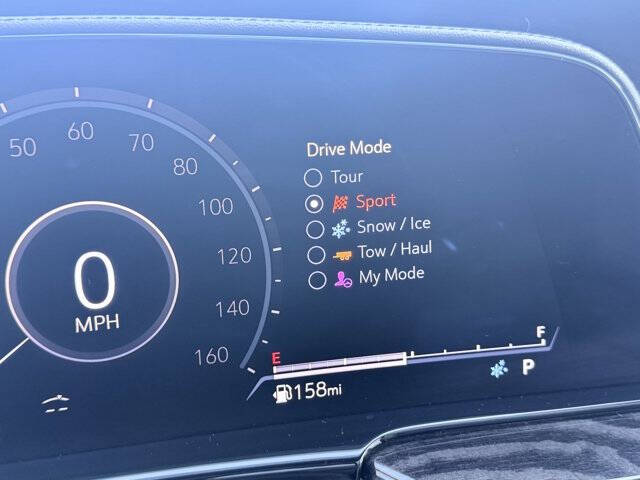 50
60
70
80
100
120
140
160
0
MPH
Drive Mode
Tour
Sport
Snow / Ice
Tow / Haul
My Mode
E
F
158mi
P